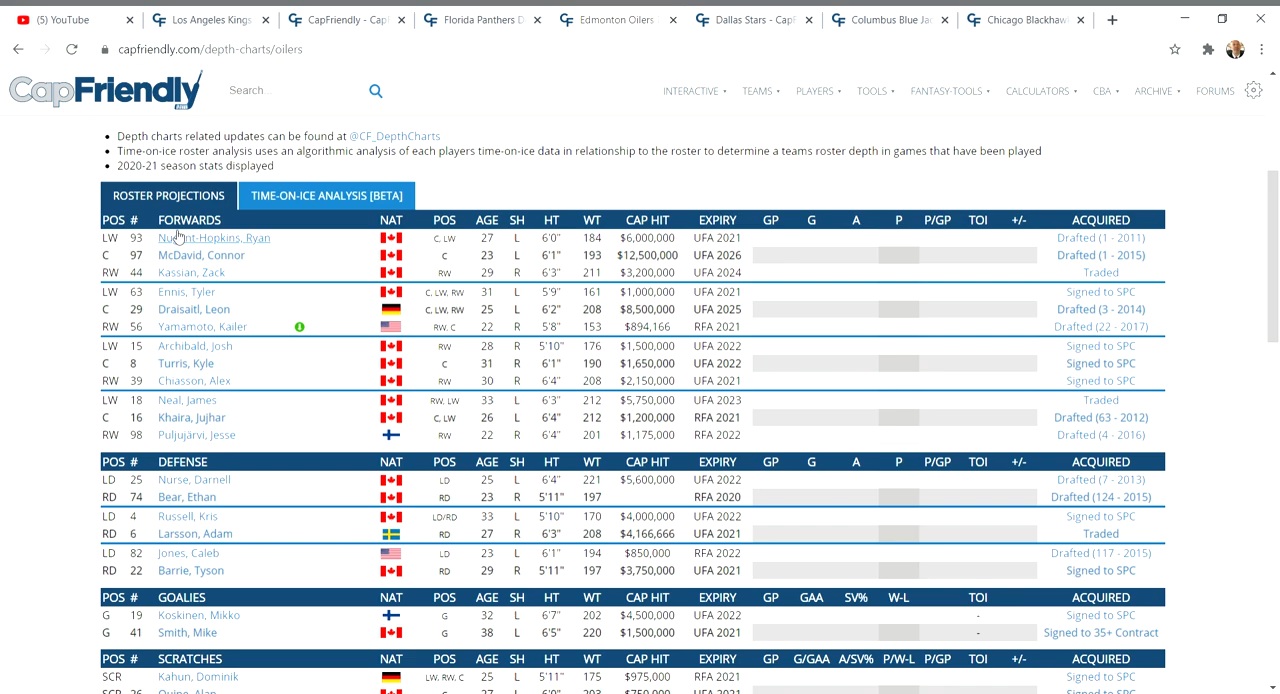 (5) YouTube × Los Angeles Kings × CapFriendly - Cap × Florida Panthers D × Edmonton Oilers × Dallas Stars - CapF × Columbus Blue Jac × Chicago Blackhawk ×
capfriendly.com/depth-charts/oilers
CapFriendly Search... INTERACTIVE TEAMS PLAYERS TOOLS FANTASY-TOOLS CALCULATORS CBA ARCHIVE FORUMS
• Depth charts related updates can be found at @CF_DepthCharts
• Time-on-ice roster analysis uses an algorithmic analysis of each players time-on-ice data in relationship to the roster to determine a teams roster depth in games that have been played
• 2020-21 season stats displayed
ROSTER PROJECTIONS TIME-ON-ICE ANALYSIS [BETA]
POS # FORWARDS NAT POS AGE SH HT WT CAP HIT EXPIRY GP G A P P/GP TOI +/- ACQUIRED
LW 93 Nugent-Hopkins, Ryan C, LW 27 L 6'0" 184 $6,000,000 UFA 2021 Drafted (1 - 2011)
C 97 McDavid, Connor C 23 L 6'1" 193 $12,500,000 UFA 2026 Drafted (1 - 2015)
RW 44 Kassian, Zack RW 29 R 6'3" 211 $3,200,000 UFA 2024 Traded
LW 63 Ennis, Tyler C, LW, RW 31 L 5'9" 161 $1,000,000 UFA 2021 Signed to SPC
C 29 Draisaitl, Leon C, LW, RW 25 L 6'2" 208 $8,500,000 UFA 2025 Drafted (3 - 2014)
RW 56 Yamamoto, Kailer RW, C 22 R 5'8" 153 $894,166 RFA 2021 Drafted (22 - 2017)
LW 15 Archibald, Josh RW 28 R 5'10" 176 $1,500,000 UFA 2022 Signed to SPC
C 8 Turris, Kyle C 31 R 6'1" 190 $1,650,000 UFA 2022 Signed to SPC
RW 39 Chiasson, Alex RW 30 R 6'4" 208 $2,150,000 UFA 2021 Signed to SPC
LW 18 Neal, James RW, LW 33 L 6'3" 212 $5,750,000 UFA 2023 Traded
C 16 Khaira, Jujhar C, LW 26 L 6'4" 212 $1,200,000 RFA 2021 Drafted (63 - 2012)
RW 98 Puljujärvi, Jesse RW 22 R 6'4" 201 $1,175,000 RFA 2022 Drafted (4 - 2016)
POS # DEFENSE NAT POS AGE SH HT WT CAP HIT EXPIRY GP G A P P/GP TOI +/- ACQUIRED
LD 25 Nurse, Darnell LD 25 L 6'4" 221 $5,600,000 UFA 2022 Drafted (7 - 2013)
RD 74 Bear, Ethan RD 23 R 5'11" 197 RFA 2020 Drafted (124 - 2015)
LD 4 Russell, Kris LD/RD 33 L 5'10" 170 $4,000,000 UFA 2022 Signed to SPC
RD 6 Larsson, Adam RD 27 R 6'3" 208 $4,166,666 UFA 2021 Traded
LD 82 Jones, Caleb LD 23 L 6'1" 194 $850,000 RFA 2022 Drafted (117 - 2015)
RD 22 Barrie, Tyson RD 29 R 5'11" 197 $3,750,000 UFA 2021 Signed to SPC
POS # GOALIES NAT POS AGE SH HT WT CAP HIT EXPIRY GP GAA SV% W-L TOI ACQUIRED
G 19 Koskinen, Mikko G 32 L 6'7" 202 $4,500,000 UFA 2022 - Signed to SPC
G 41 Smith, Mike G 38 L 6'5" 220 $1,500,000 UFA 2021 - Signed to 35+ Contract
POS # SCRATCHES NAT POS AGE SH HT WT CAP HIT EXPIRY GP G/GAA A/SV% P/W-L P/GP TOI +/- ACQUIRED
SCR Kahun, Dominik LW, RW, C 25 L 5'11" 175 $975,000 RFA 2021 Signed to SPC